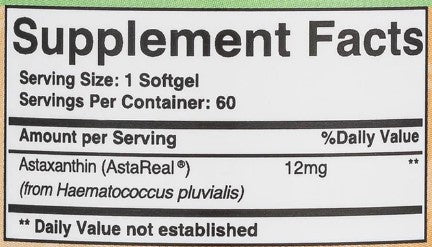 Supplement Facts
Serving Size: 1 Softgel
Servings Per Container: 60
Amount per Serving %Daily Value
Astaxanthin (AstaReal®) 12mg **
(from Haematococcus pluvialis)
** Daily Value not established